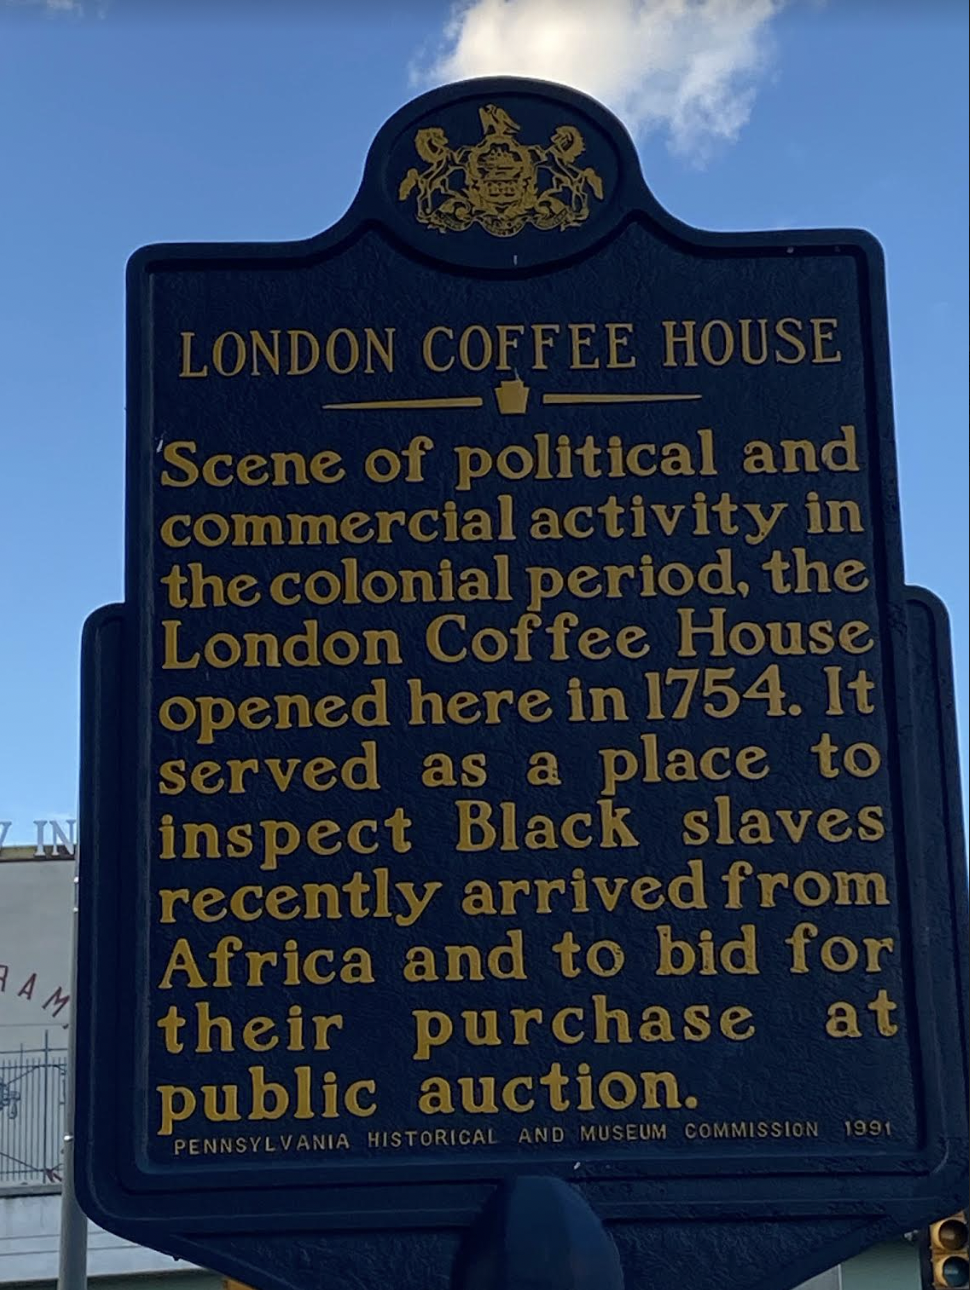 LONDON COFFEE HOUSE
Scene of political and
commercial activity in
the colonial period, the
London Coffee House
opened here in 1754. It
served as a place to
inspect Black slaves
recently arrived from
Africa and to bid for
their purchase at
public auction.
PENNSYLVANIA HISTORICAL AND MUSEUM COMMISSION 1991
IN